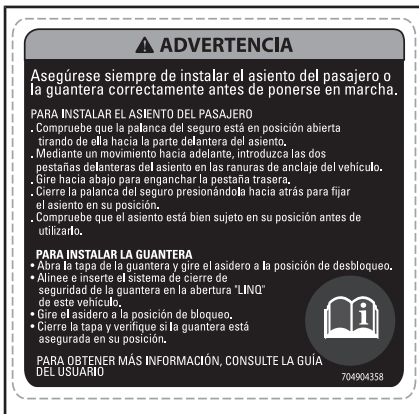 ADVERTENCIA
Asegúrese siempre de instalar el asiento del pasajero o
la guantera correctamente antes de ponerse en marcha.
PARA INSTALAR EL ASIENTO DEL PASAJERO
. Compruebe que la palanca del seguro está en posición abierta
tirando de ella hacia la parte delantera del asiento.
. Mediante un movimiento hacia adelante, introduzca las dos
pestañas delanteras del asiento en las ranuras de anclaje del vehículo.
. Gire hacia abajo para enganchar la pestaña trasera.
. Cierre la palanca del seguro presionándola hacia atrás para fijar
el asiento en su posición.
. Compruebe que el asiento está bien sujeto en su posición antes de
utilizarlo.
PARA INSTALAR LA GUANTERA
• Abra la tapa de la guantera y gire el asidero a la posición de desbloqueo.
• Alinee e inserte el sistema de cierre de
seguridad de la guantera en la abertura "LINQ"
de este vehículo.
• Gire el asidero a la posición de bloqueo.
• Cierre la tapa y verifique si la guantera está
asegurada en su posición.
PARA OBTENER MÁS INFORMACIÓN, CONSULTE LA GUÍA
DEL USUARIO
704904358